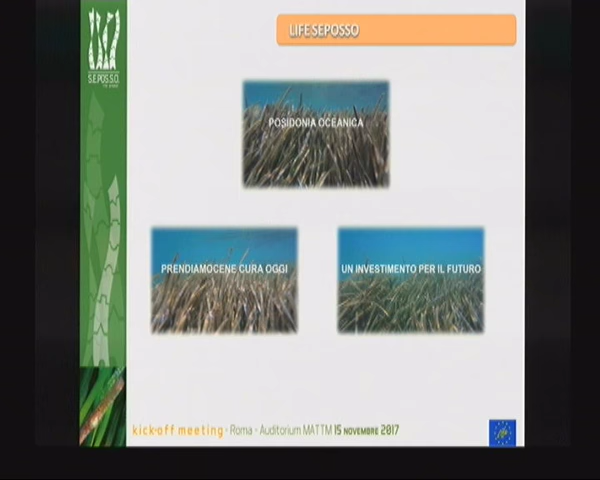 LIFE SEPOSSO
S.E.POS.S.O.
POSIDONIA OCEANICA
PRENDIAMOCENE CURA OGGI
UN INVESTIMENTO PER IL FUTURO
kick-off meeting - Roma - Auditorium MATTM 15 NOVEMBRE 2017